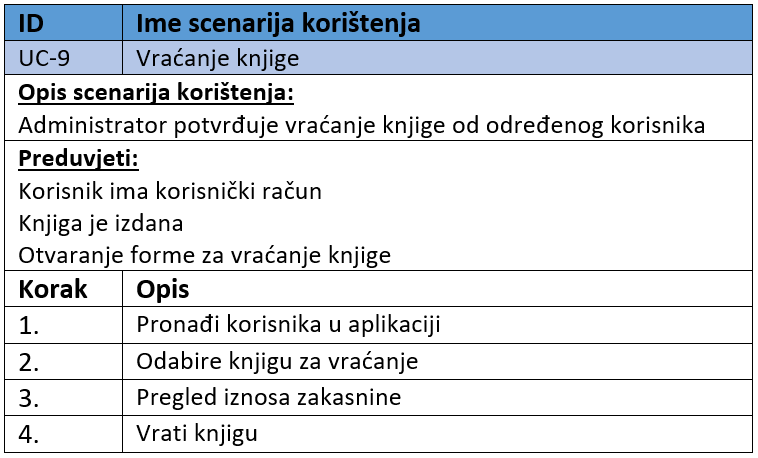 ID Ime scenarija korištenja
UC-9 Vraćanje knjige
Opis scenarija korištenja:
Administrator potvrđuje vraćanje knjige od određenog korisnika
Preduvjeti:
Korisnik ima korisnički račun
Knjiga je izdana
Otvaranje forme za vraćanje knjige
Korak Opis
1. Pronađi korisnika u aplikaciji
2. Odabire knjigu za vraćanje
3. Pregled iznosa zakasnine
4. Vrati knjigu